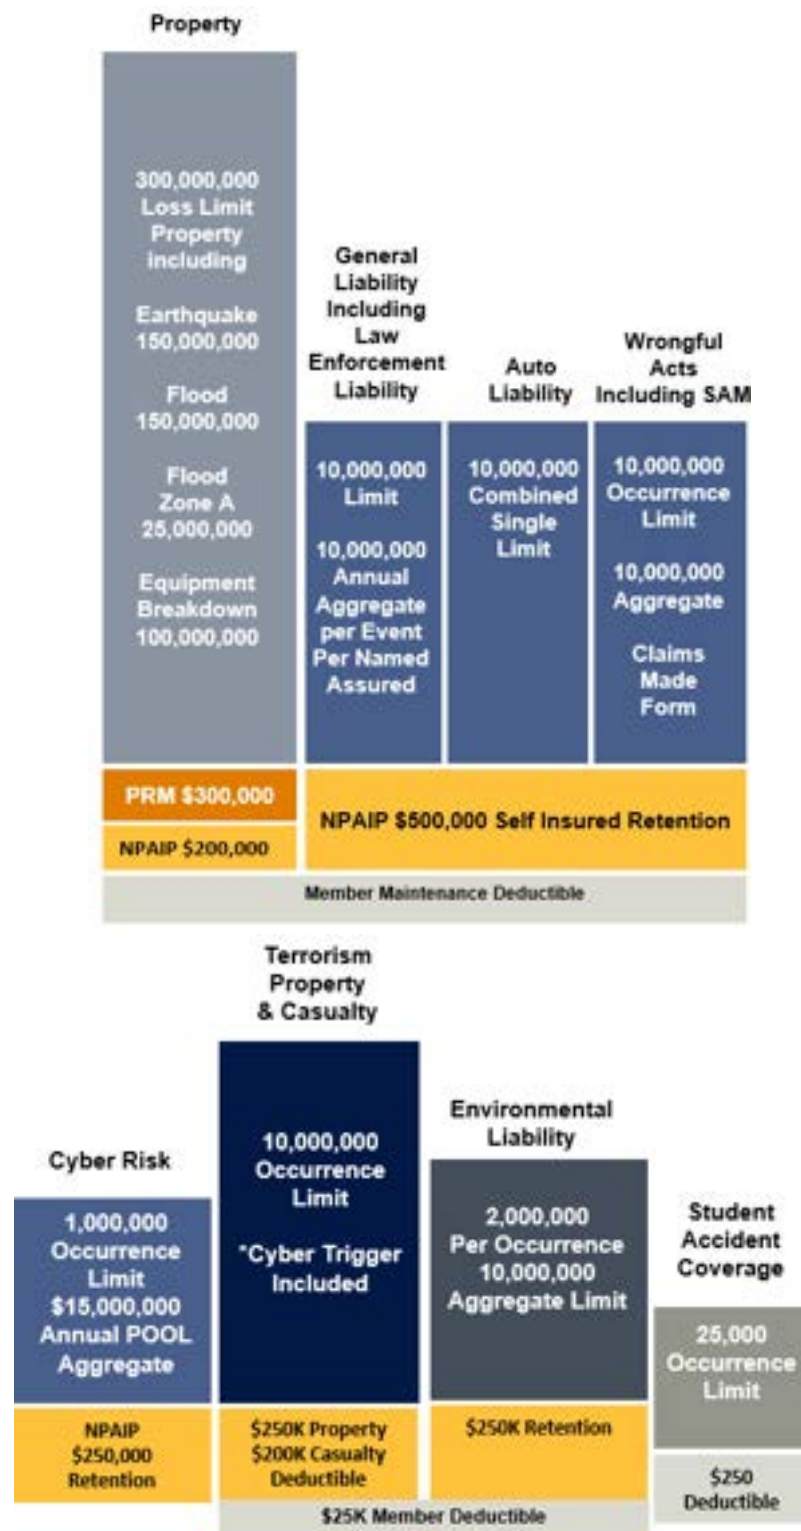 Property
300,000,000
Loss Limit
Property
including
Earthquake
150,000,000
Flood
150,000,000
Flood
Zone A
25,000,000
Equipment
Breakdown
100,000,000
General
Liability
Including
Law
Enforcement
Liability
10,000,000
Limit
10,000,000
Annual
Aggregate
per Event
Per Named
Assured
Auto
Liability
10,000,000
Combined
Single
Limit
Wrongful
Acts
Including SAM
10,000,000
Occurrence
Limit
10,000,000
Aggregate
Claims
Made
Form
PRM $300,000
NPAIP $200,000
NPAIP $500,000 Self Insured Retention
Member Maintenance Deductible
Cyber Risk
1,000,000
Occurrence
Limit
$15,000,000
Annual POOL
Aggregate
NPAIP
$250,000
Retention
Terrorism
Property
& Casualty
10,000,000
Occurrence
Limit
*Cyber Trigger
Included
$250K Property
$200K Casualty
Deductible
Environmental
Liability
2,000,000
Per Occurrence
10,000,000
Aggregate Limit
$250K Retention
$25K Member Deductible
Student
Accident
Coverage
25,000
Occurrence
Limit
$250
Deductible